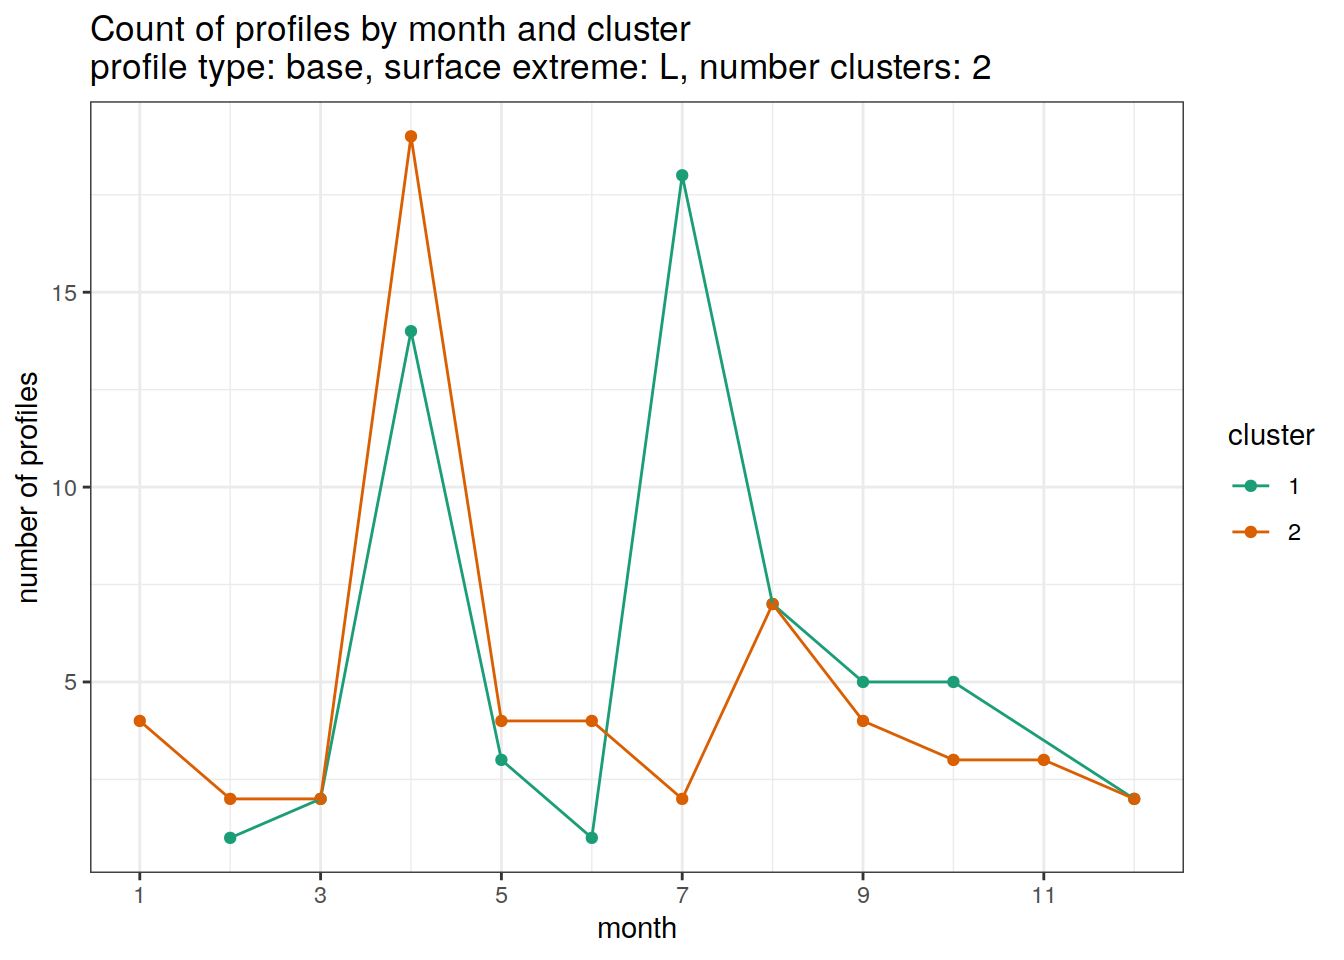 Count of profiles by month and cluster
profile type: base, surface extreme: L, number clusters: 2
15
10
5
number of profiles
1 3 5 7 9 11
month
cluster
1
2